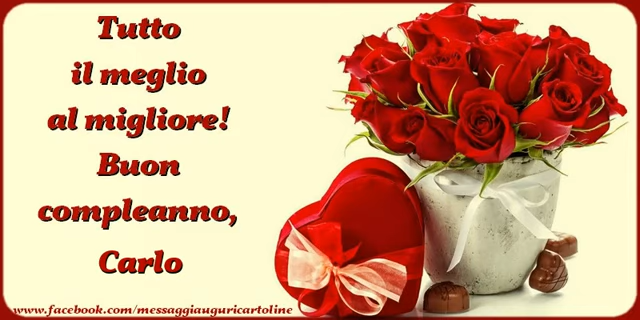 Tutto
il meglio
al migliore!
Buon
compleanno,
Carlo
www.facebook.com/messaggiauguricartoline